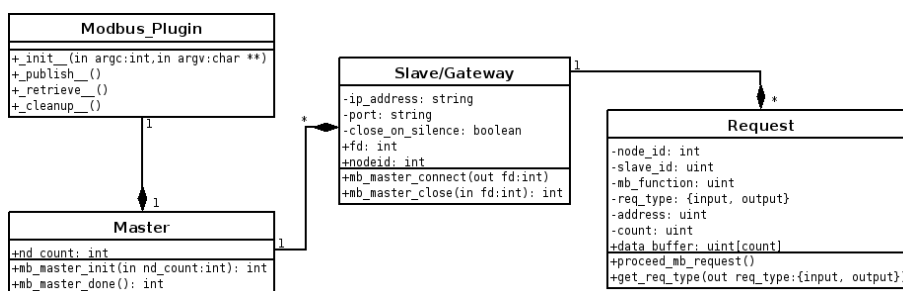 Modbus_Plugin
+_init__(in argc:int,in argv:char **)
+_publish__()
+_retrieve__()
+_cleanup__()
1
1
Master
+nd_count: int
+mb_master_init(in nd_count:int): int
+mb_master_done(): int
1
*
Slave/Gateway
-ip_address: string
-port: string
-close_on_silence: boolean
+fd: int
+nodeid: int
+mb_master_connect(out fd:int)
+mb_master_close(in fd:int): int
1
*
Request
-node_id: int
-slave_id: uint
-mb_function: uint
-req_type: {input, output}
-address: uint
-count: uint
+data_buffer: uint[count]
+proceed_mb_request()
+get_req_type(out req_type:{input, output})